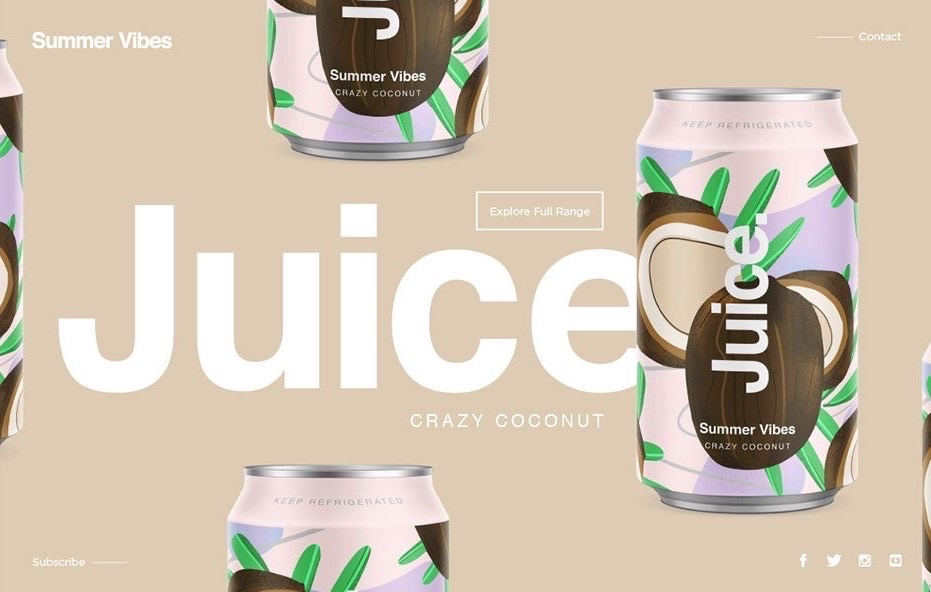 Summer Vibes
Contact
Ju
Summer Vibes
CRAZY COCONUT
KEEP REFRIGERATED
Explore Full Range
Juice
Juice.
CRAZY COCONUT
Summer Vibes
CRAZY COCONUT
KEEP REFRIGERATED
Subscribe